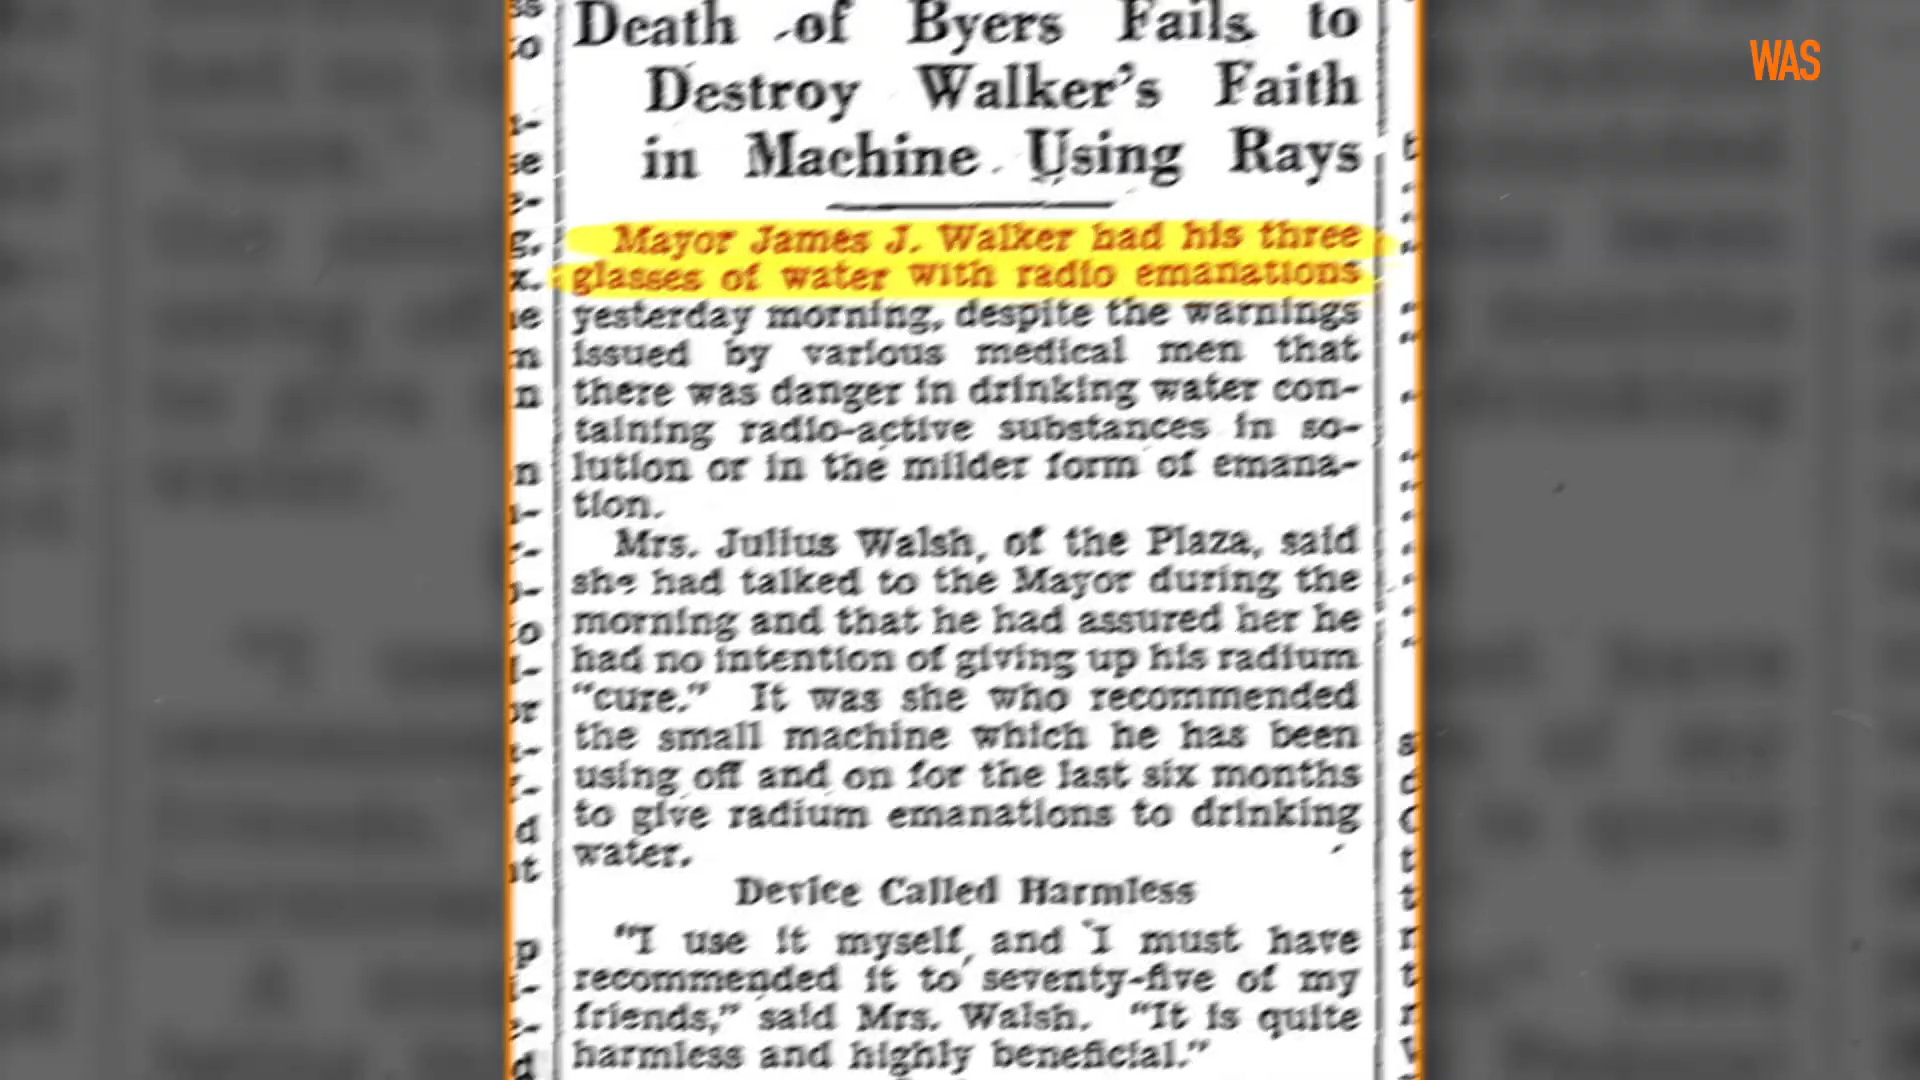 WAS
Death of Byers Fails to
Destroy Walker's Faith
in Machine Using Rays
Mayor James J. Walker had his three
glasses of water with radio emanations
yesterday morning, despite the warnings
issued by various medical men that
there was danger in drinking water con-
taining radio-active substances in so-
lution or in the milder form of emana-
tion.
Mrs. Julius Walsh, of the Plaza, said
she had talked to the Mayor during the
morning and that he had assured her he
had no intention of giving up his radium
"cure." It was she who recommended
the small machine which he has been
using off and on for the last six months
to give radium emanations to drinking
water.
Device Called Harmless
"I use it myself and I must have
recommended it to seventy-five of my
friends," said Mrs. Walsh. "It is quite
harmless and highly beneficial."